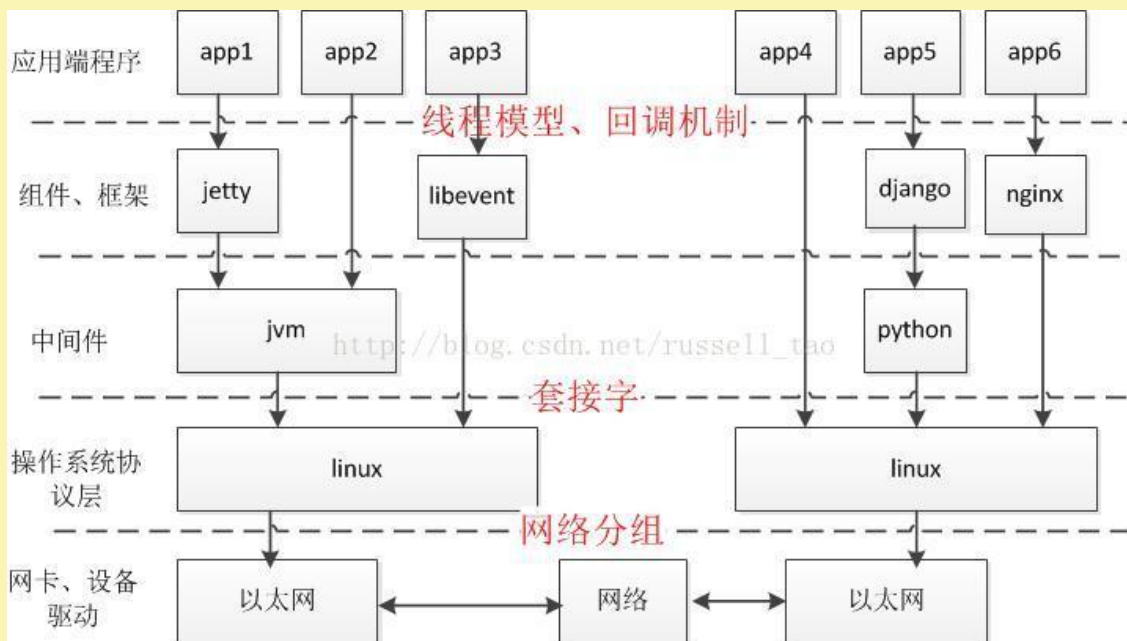 应用端程序 app1 app2 app3 app4 app5 app6
线程模型、回调机制
组件、框架 jetty libevent django nginx
中间件 jvm python
http://blog.csdn.net/russell_tao
套接字
操作系统协
议层
linux linux
网络分组
网卡、设备
驱动
以太网 网络 以太网